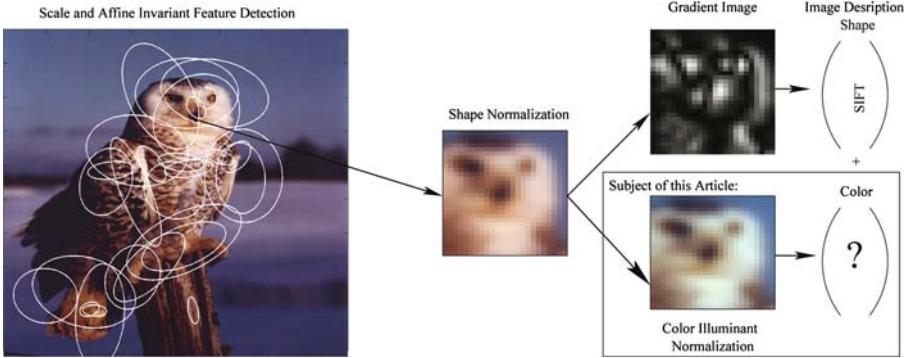 Scale and Affine Invariant Feature Detection
Gradient Image
Image Desription
Shape
Shape Normalization
SIFT
+
Subject of this Article:
Color
?
Color Illuminant
Normalization